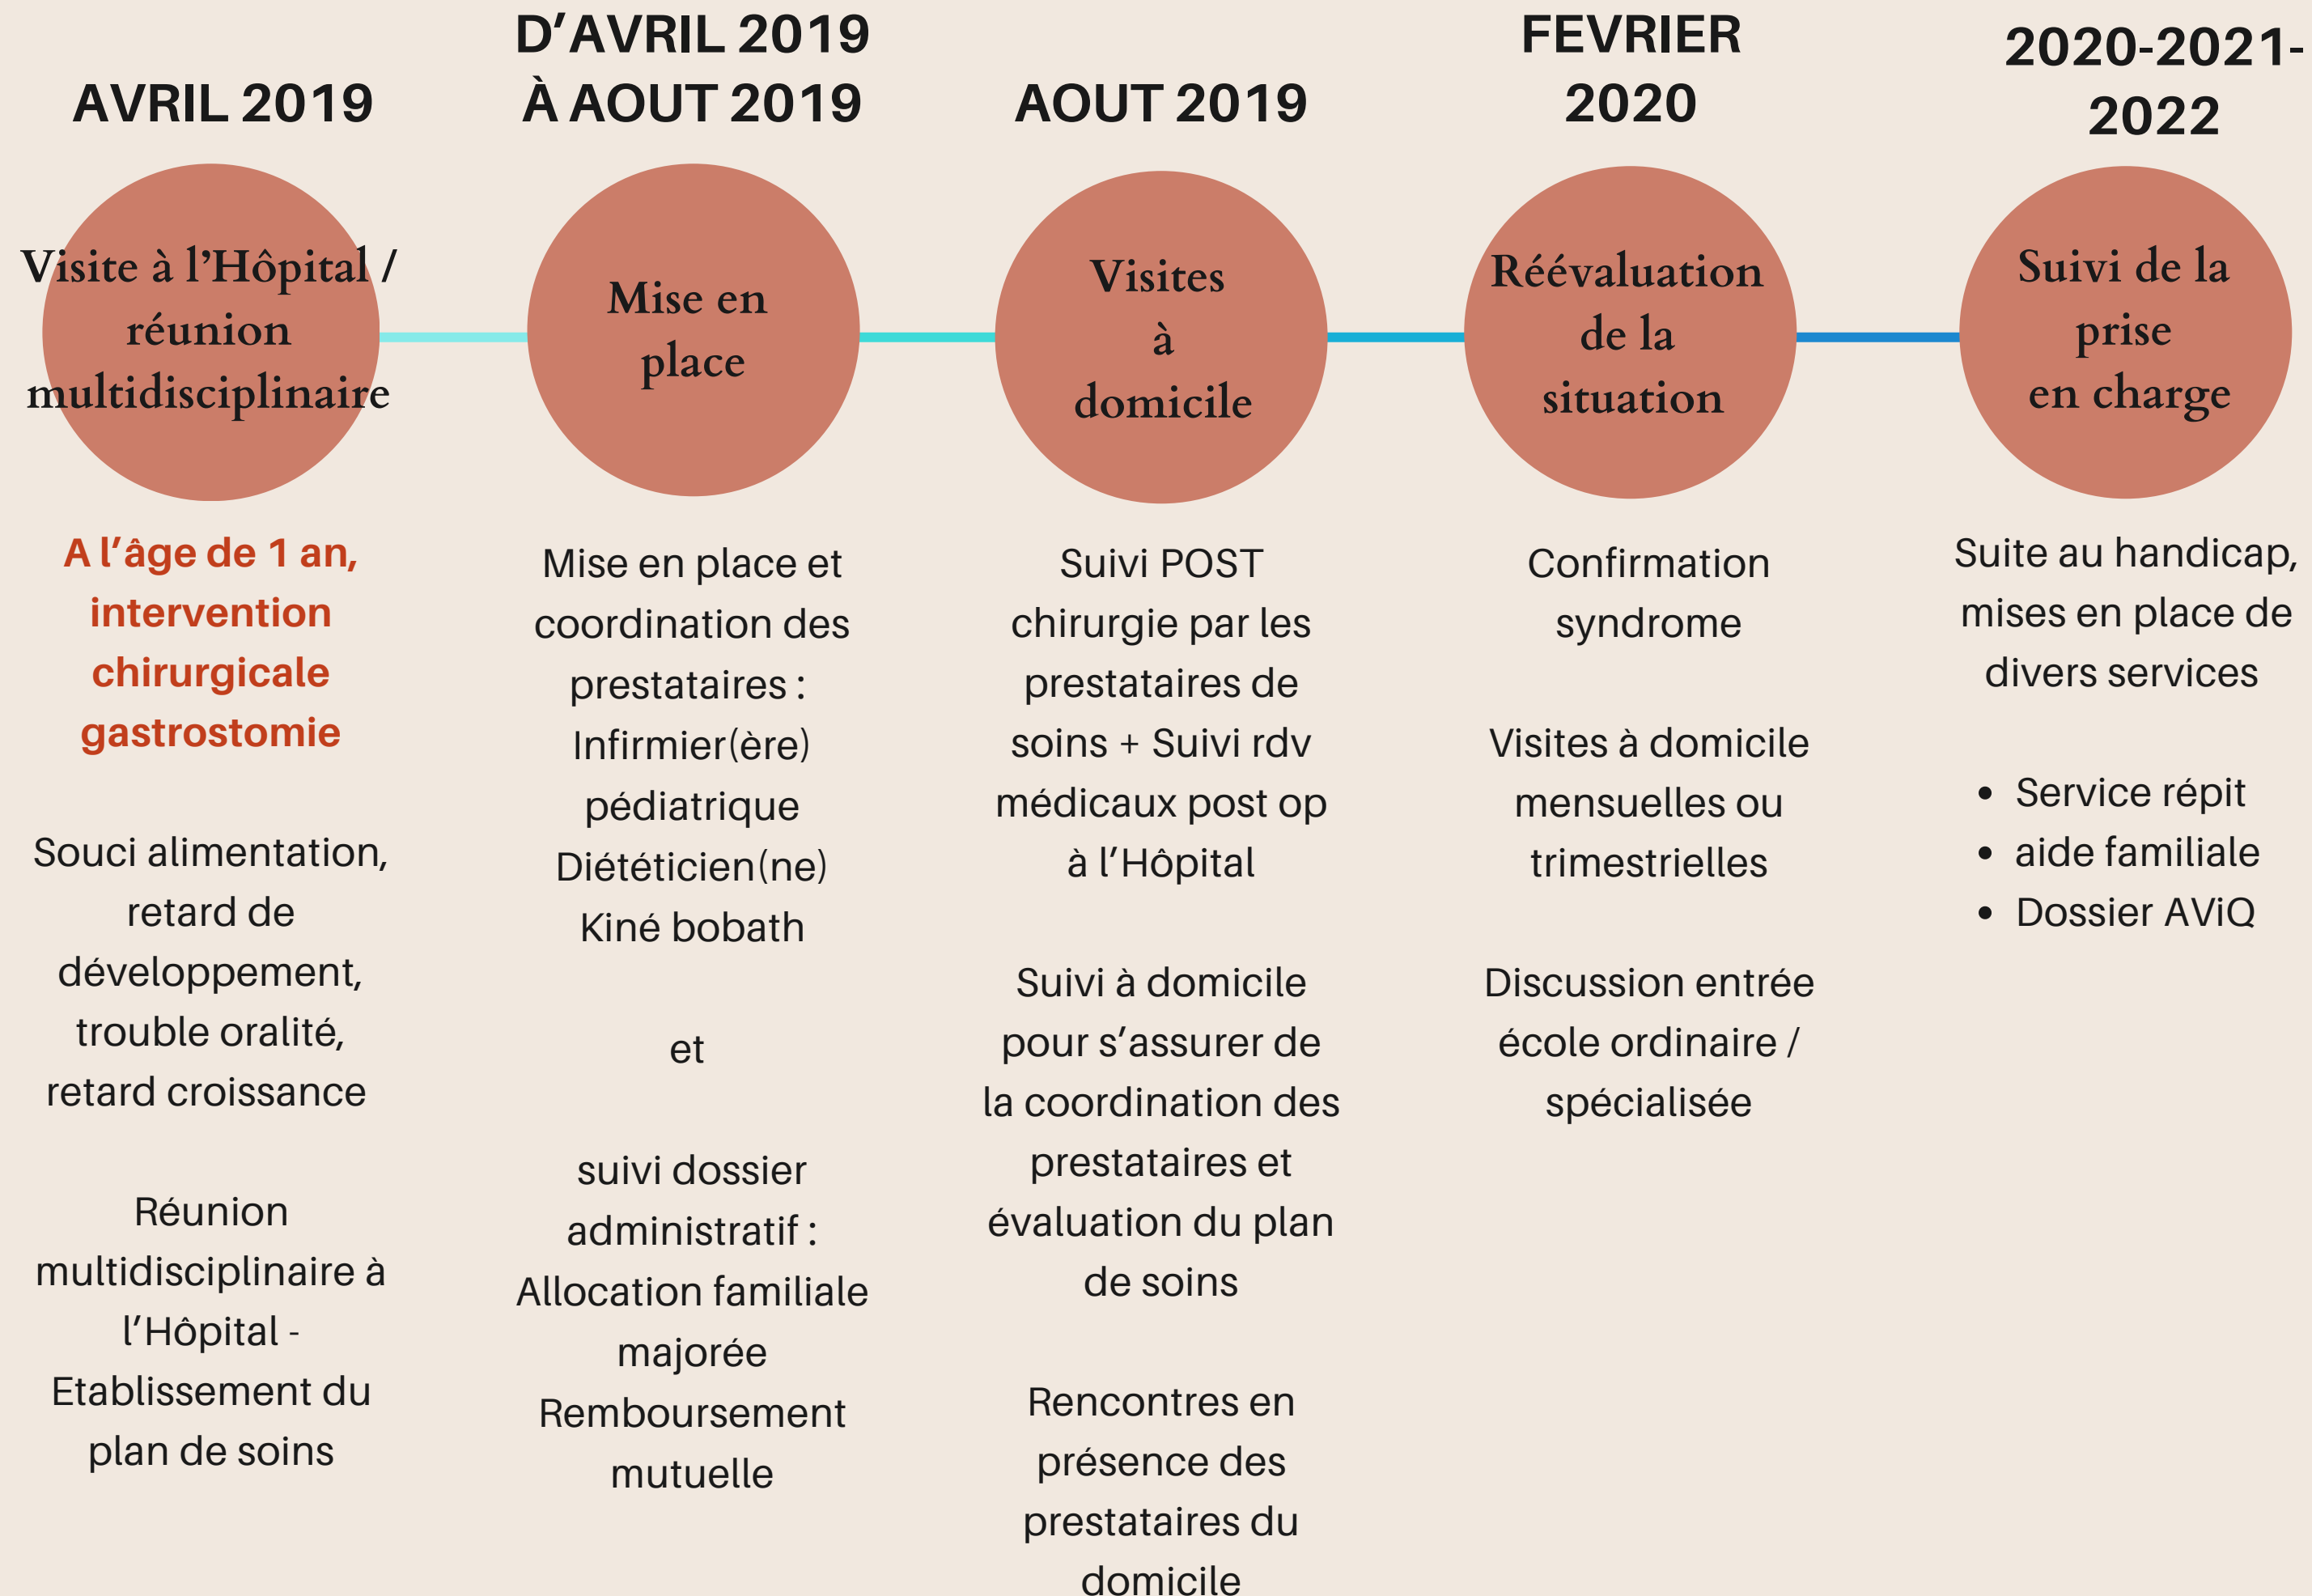 AVRIL 2019
Visite à l'Hôpital /
réunion
multidisciplinaire
A l'âge de 1 an,
intervention
chirurgicale
gastrostomie
Souci alimentation,
retard de
développement,
trouble oralité,
retard croissance
Réunion
multidisciplinaire à
l'Hôpital -
Etablissement du
plan de soins
D'AVRIL 2019
À AOUT 2019
Mise en
place
Mise en place et
coordination des
prestataires :
Infirmier(ère)
pédiatrique
Diététicien(ne)
Kiné bobath
et
suivi dossier
administratif :
Allocation familiale
majorée
Remboursement
mutuelle
AOUT 2019
Visites
à
domicile
Suivi POST
chirurgie par les
prestataires de
soins + Suivi rdv
médicaux post op
à l'Hôpital
Suivi à domicile
pour s'assurer de
la coordination des
prestataires et
évaluation du plan
de soins
Rencontres en
présence des
prestataires du
domicile
FEVRIER
2020
Réévaluation
de la
situation
Confirmation
syndrome
Visites à domicile
mensuelles ou
trimestrielles
Discussion entrée
école ordinaire /
spécialisée
2020-2021-
2022
Suivi de la
prise
en charge
Suite au handicap,
mises en place de
divers services
• Service répit
• aide familiale
• Dossier AViQ